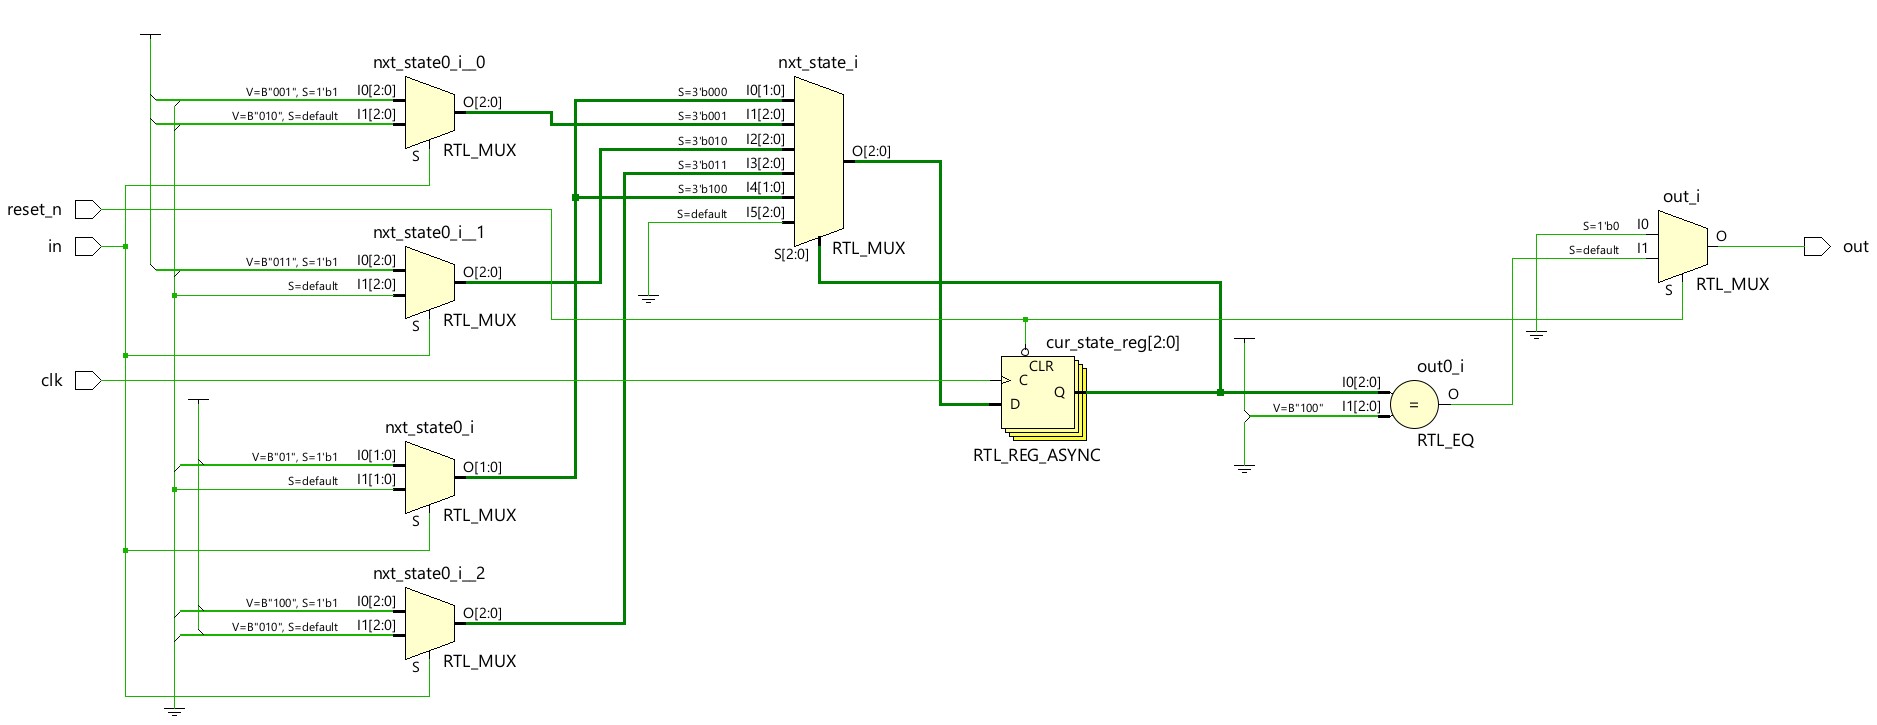 nxt_state0_i__0
V=B"001", S=1'b1 I0[2:0]
V=B"010", S=default I1[2:0]
O[2:0]
S
RTL_MUX
nxt_state_i
S=3'b000 I0[1:0]
S=3'b001 I1[2:0]
S=3'b010 I2[2:0]
S=3'b011 I3[2:0]
S=3'b100 I4[1:0]
S=default I5[2:0]
O[2:0]
S[2:0]
RTL_MUX
reset_n
in
nxt_state0_i__1
V=B"011", S=1'b1 I0[2:0]
S=default I1[2:0]
O[2:0]
S
RTL_MUX
out_i
S=1'b0 I0
S=default I1
O
S
RTL_MUX
out
clk
cur_state_reg[2:0]
CLR
C
Q
D
RTL_REG_ASYNC
out0_i
I0[2:0]
V=B"100" I1[2:0]
=
O
RTL_EQ
nxt_state0_i
V=B"01", S=1'b1 I0[1:0]
S=default I1[1:0]
O[1:0]
S
RTL_MUX
nxt_state0_i__2
V=B"100", S=1'b1 I0[2:0]
V=B"010", S=default I1[2:0]
O[2:0]
S
RTL_MUX